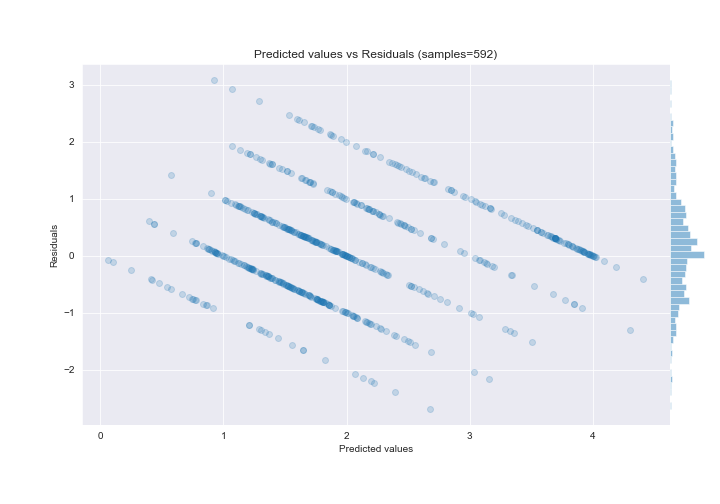 Predicted values vs Residuals (samples=592)
3
2
1
0
−1
−2
Residuals
0 1 2 3 4
Predicted values